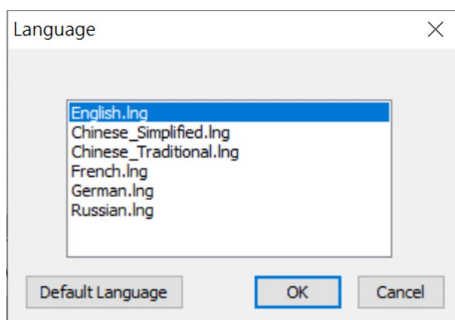 Language
English.lng
Chinese_Simplified.lng
Chinese_Traditional.lng
French.lng
German.lng
Russian.lng
Default Language
OK
Cancel